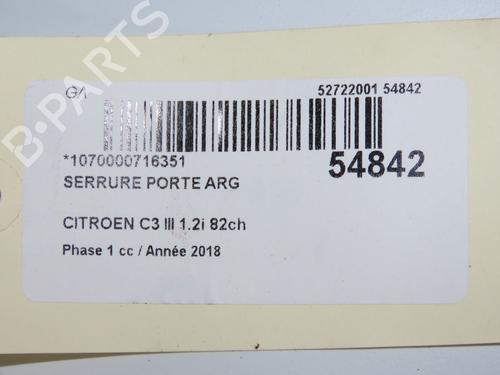 G/\
52722001 54842
*1070000716351
54842
SERRURE PORTE ARG
CITROEN C3 III 1.2i 82ch
Phase 1 cc / Année 2018
B-PARTS